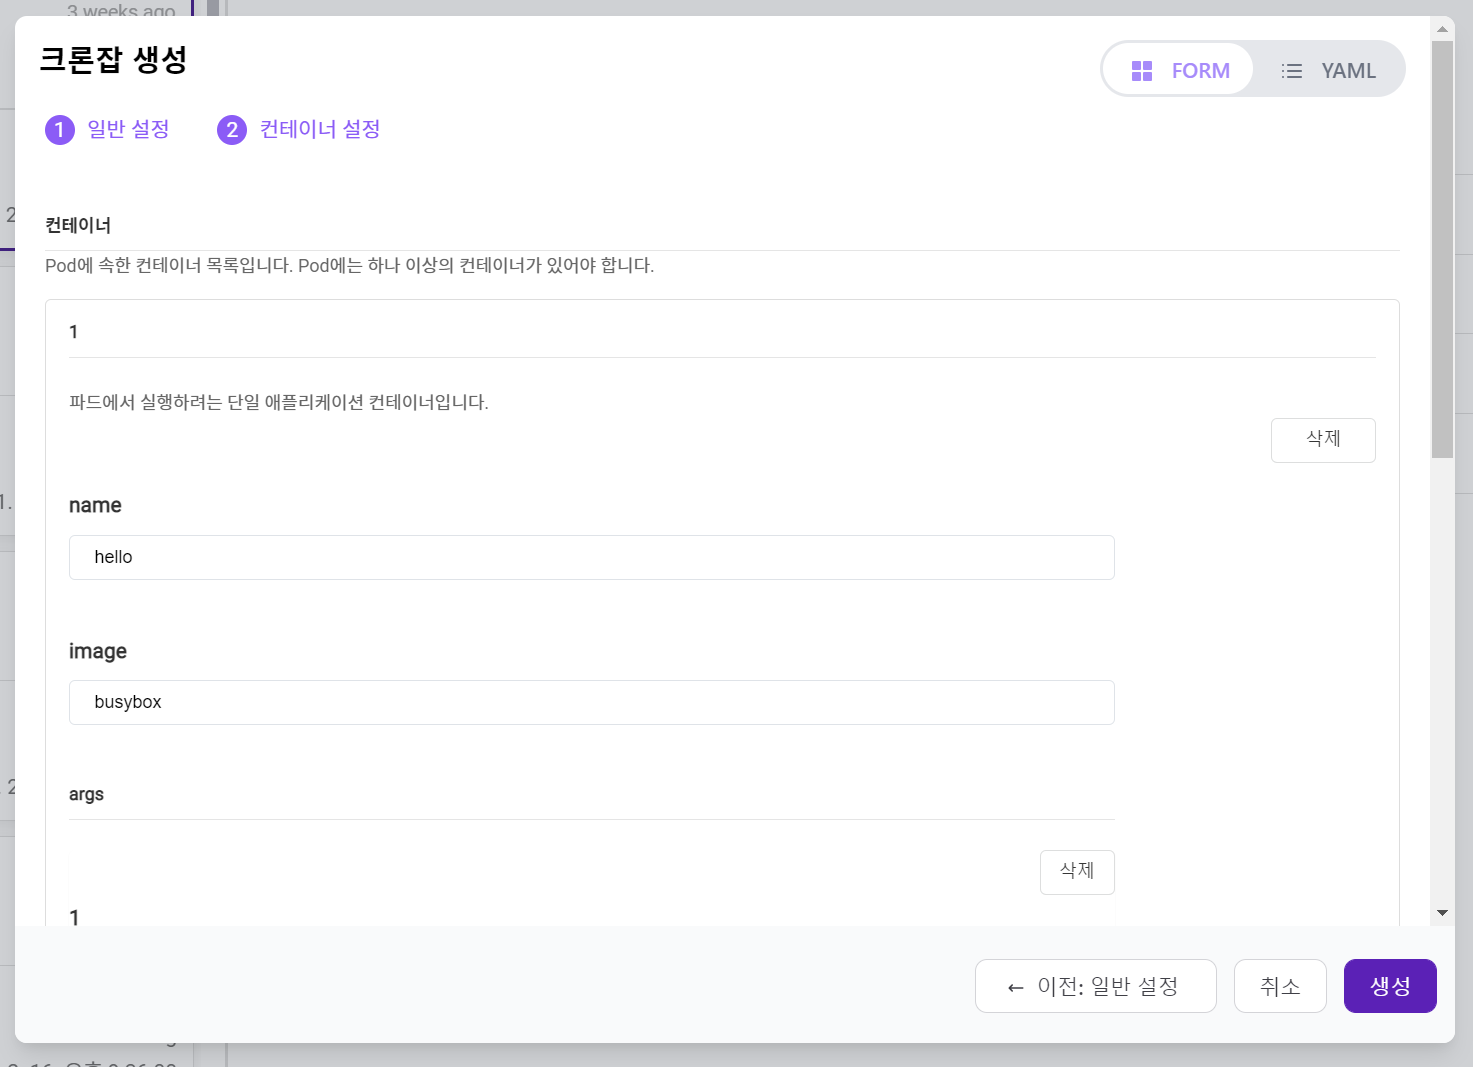 3 weeks ago
크론잡 생성
FORM
YAML
1 일반 설정
2 컨테이너 설정
컨테이너
Pod에 속한 컨테이너 목록입니다. Pod에는 하나 이상의 컨테이너가 있어야 합니다.
1
파드에서 실행하려는 단일 애플리케이션 컨테이너입니다.
삭제
name
hello
image
busybox
args
삭제
1
← 이전: 일반 설정
취소
생성